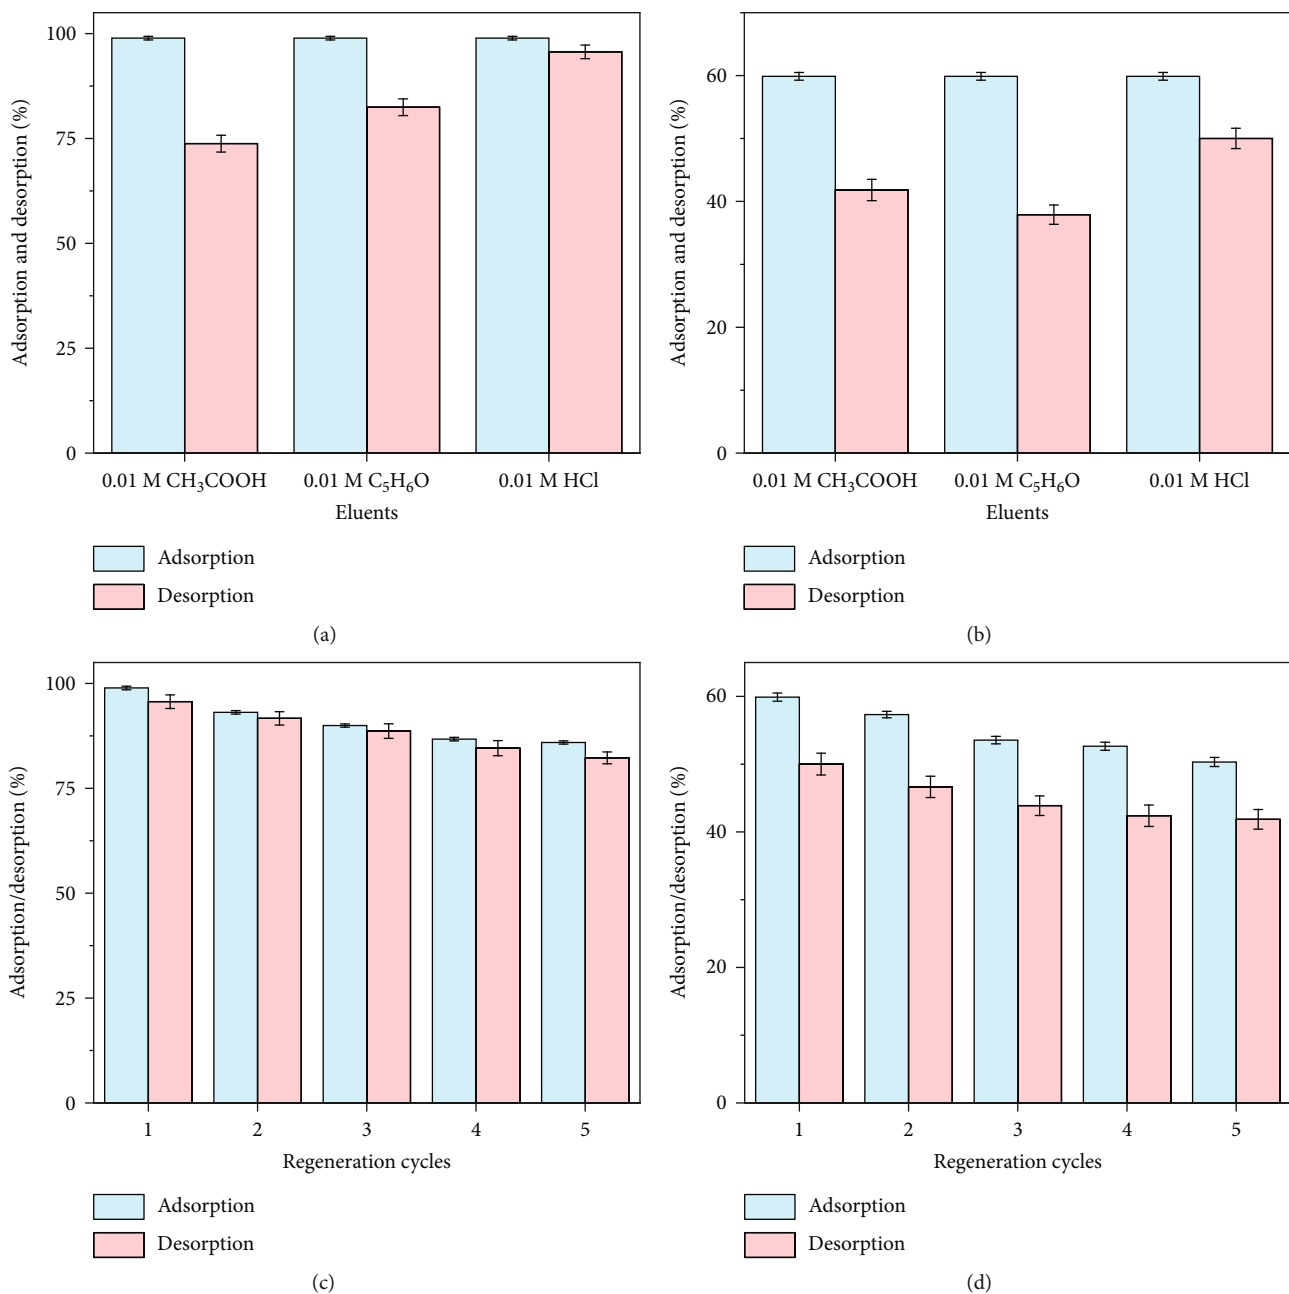 Adsorption and desorption (%)
100
75
50
25
0
0.01 M CH₃COOH
0.01 M C₅H₆O
0.01 M HCl
Eluents
Adsorption
Desorption
(a)
Adsorption and desorption (%)
60
40
20
0
0.01 M CH₃COOH
0.01 M C₅H₆O
0.01 M HCl
Eluents
Adsorption
Desorption
(b)
Adsorption/desorption (%)
100
75
50
25
0
1 2 3 4 5
Regeneration cycles
Adsorption
Desorption
(c)
Adsorption/desorption (%)
60
40
20
0
1 2 3 4 5
Regeneration cycles
Adsorption
Desorption
(d)